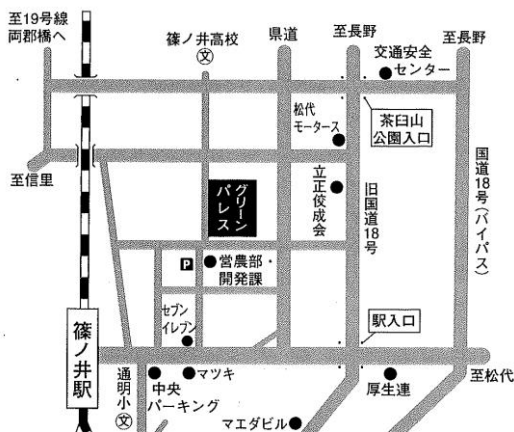 至19号線
両郡橋へ
篠ノ井高校
文
県道
至長野
交通安全
センター
至長野
松代
モータース
茶臼山
公園入口
至信里
グリーン
パレス
立正佼成会
旧国道18号
国道18号(バイパス)
P
営農部・
開発課
セブン
イレブン
駅入口
篠ノ井駅
通明小
文
中央
パーキング
マツキ
厚生連
至松代
マエダビル